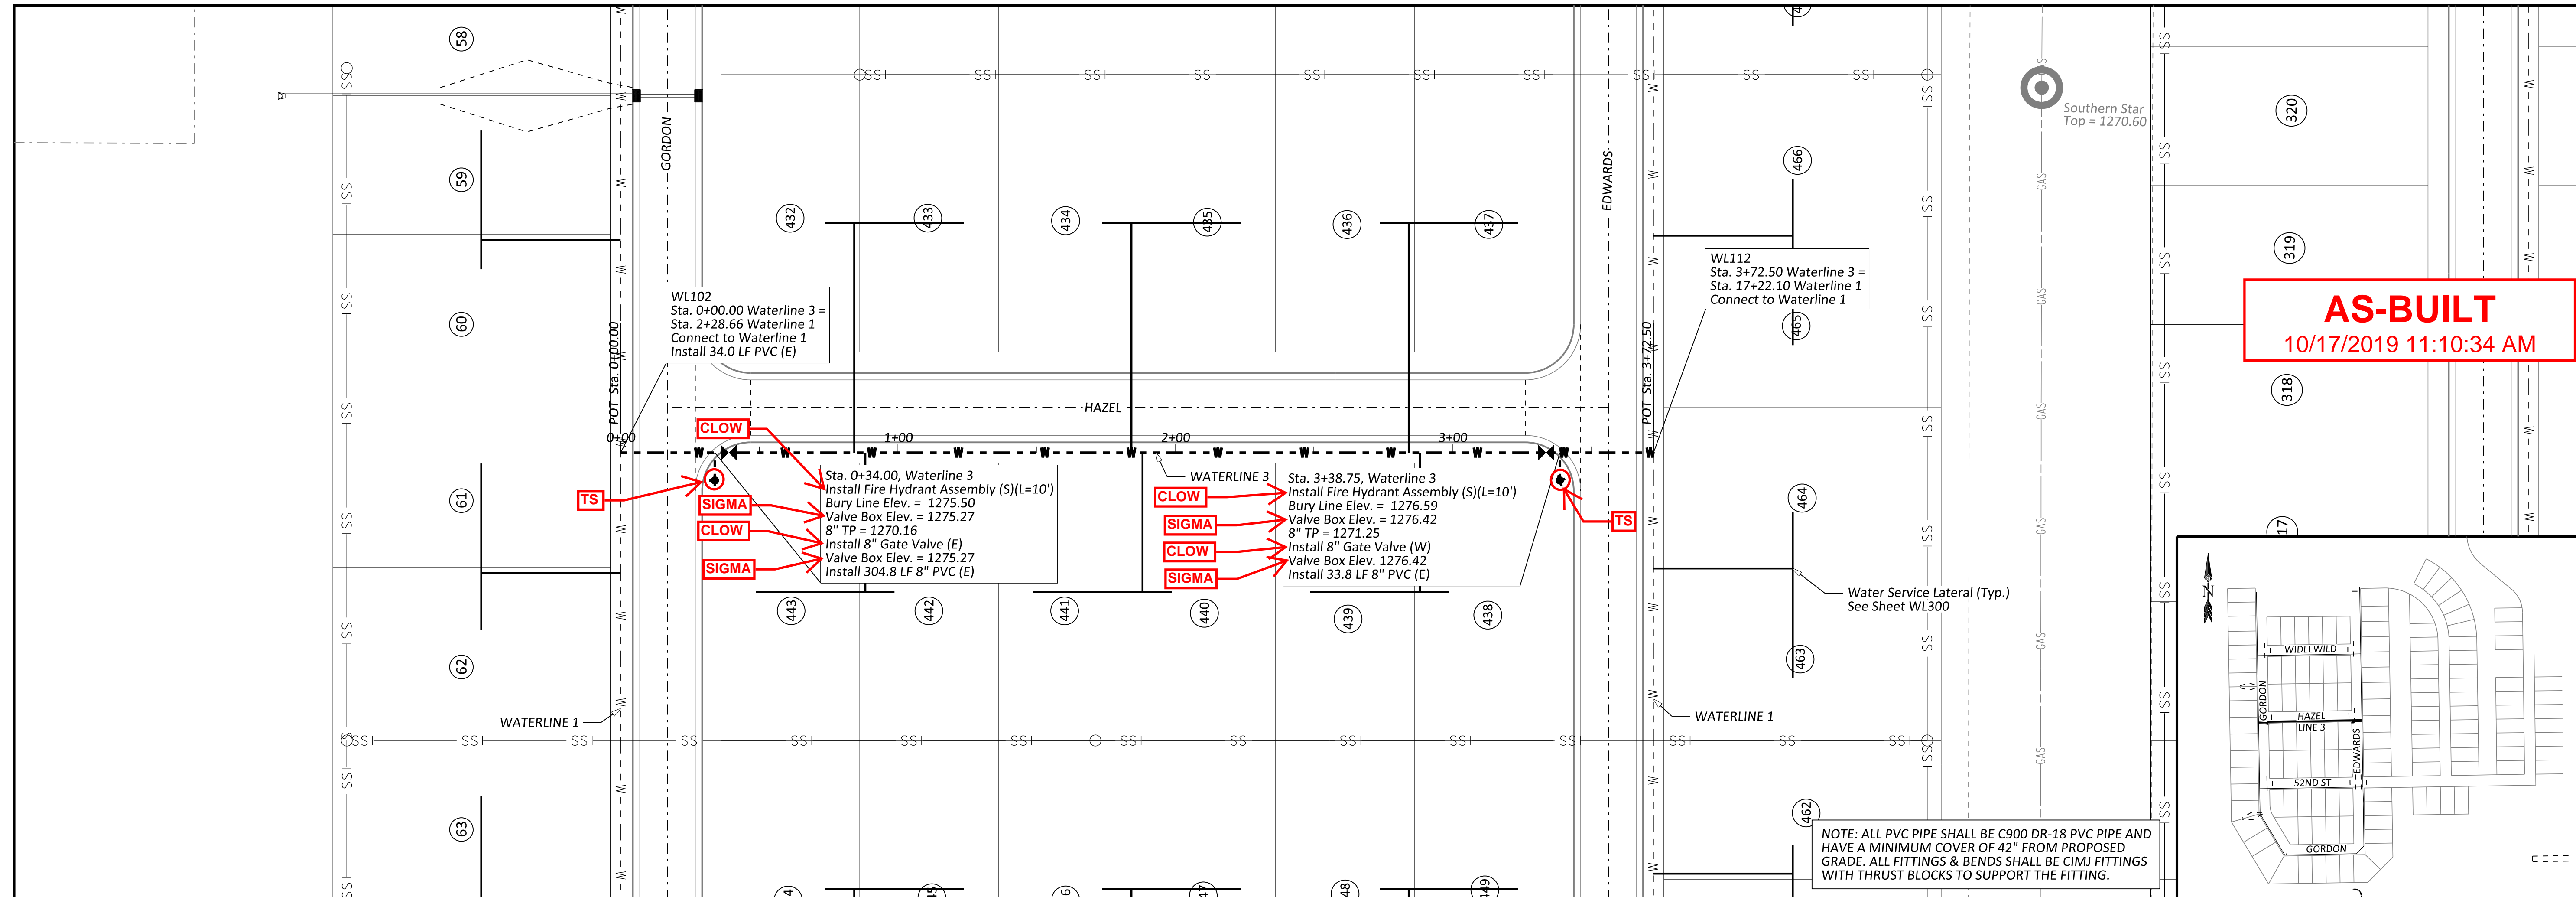 58
59
60
61
62
63
GORDON
EDWARDS
HAZEL
432
433
434
435
436
437
466
465
464
463
462
320
319
318
17
Southern Star
Top = 1270.60
AS-BUILT
10/17/2019 11:10:34 AM
WL102
Sta. 0+00.00 Waterline 3 =
Sta. 2+28.66 Waterline 1
Connect to Waterline 1
Install 34.0 LF PVC (E)
WL112
Sta. 3+72.50 Waterline 3 =
Sta. 17+22.10 Waterline 1
Connect to Waterline 1
POT Sta. 0+00.00
POT Sta. 3+72.50
0+00
1+00
2+00
3+00
WATERLINE 3
CLOW
SIGMA
CLOW
SIGMA
TS
Sta. 0+34.00, Waterline 3
Install Fire Hydrant Assembly (S)(L=10')
Bury Line Elev. = 1275.50
Valve Box Elev. = 1275.27
8" TP = 1270.16
Install 8" Gate Valve (E)
Valve Box Elev. = 1275.27
Install 304.8 LF 8" PVC (E)
CLOW
SIGMA
CLOW
SIGMA
TS
Sta. 3+38.75, Waterline 3
Install Fire Hydrant Assembly (S)(L=10')
Bury Line Elev. = 1276.59
Valve Box Elev. = 1276.42
8" TP = 1271.25
Install 8" Gate Valve (W)
Valve Box Elev. 1276.42
Install 33.8 LF 8" PVC (E)
443
442
441
440
439
438
Water Service Lateral (Typ.)
See Sheet WL300
WATERLINE 1
WATERLINE 1
NOTE: ALL PVC PIPE SHALL BE C900 DR-18 PVC PIPE AND
HAVE A MINIMUM COVER OF 42" FROM PROPOSED
GRADE. ALL FITTINGS & BENDS SHALL BE CIMJ FITTINGS
WITH THRUST BLOCKS TO SUPPORT THE FITTING.
N
WIDLEWILD
GORDON
HAZEL
LINE 3
EDWARDS
52ND ST
GORDON